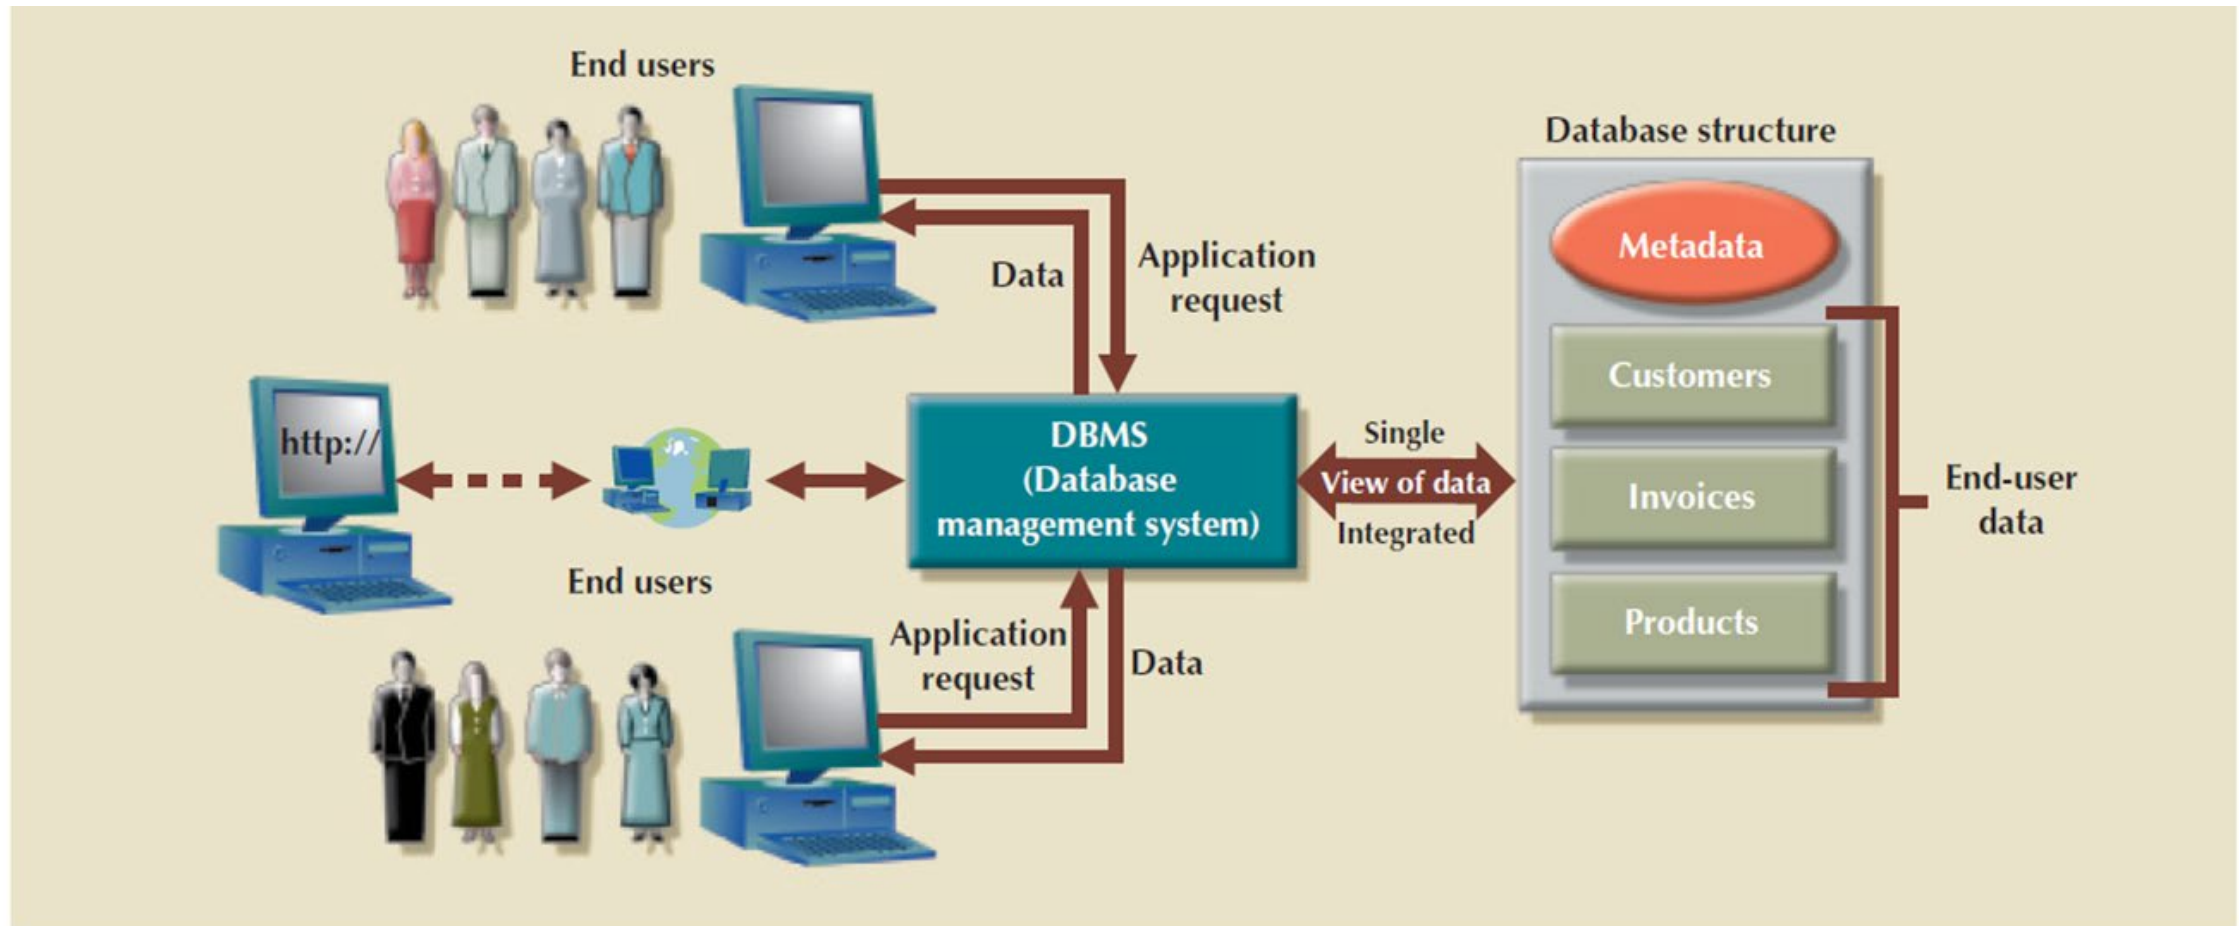 End users
Database structure
Metadata
Data
Application
request
Customers
http://
DBMS
(Database
management system)
Single
View of data
Integrated
Invoices
End-user
data
End users
Application
request
Data
Products